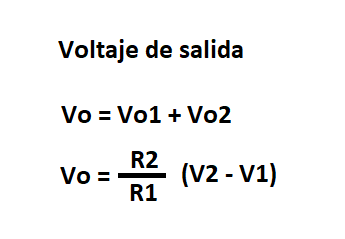 Voltaje de salida
Vo = Vo1 + Vo2
Vo = R2/R1 (V2 - V1)